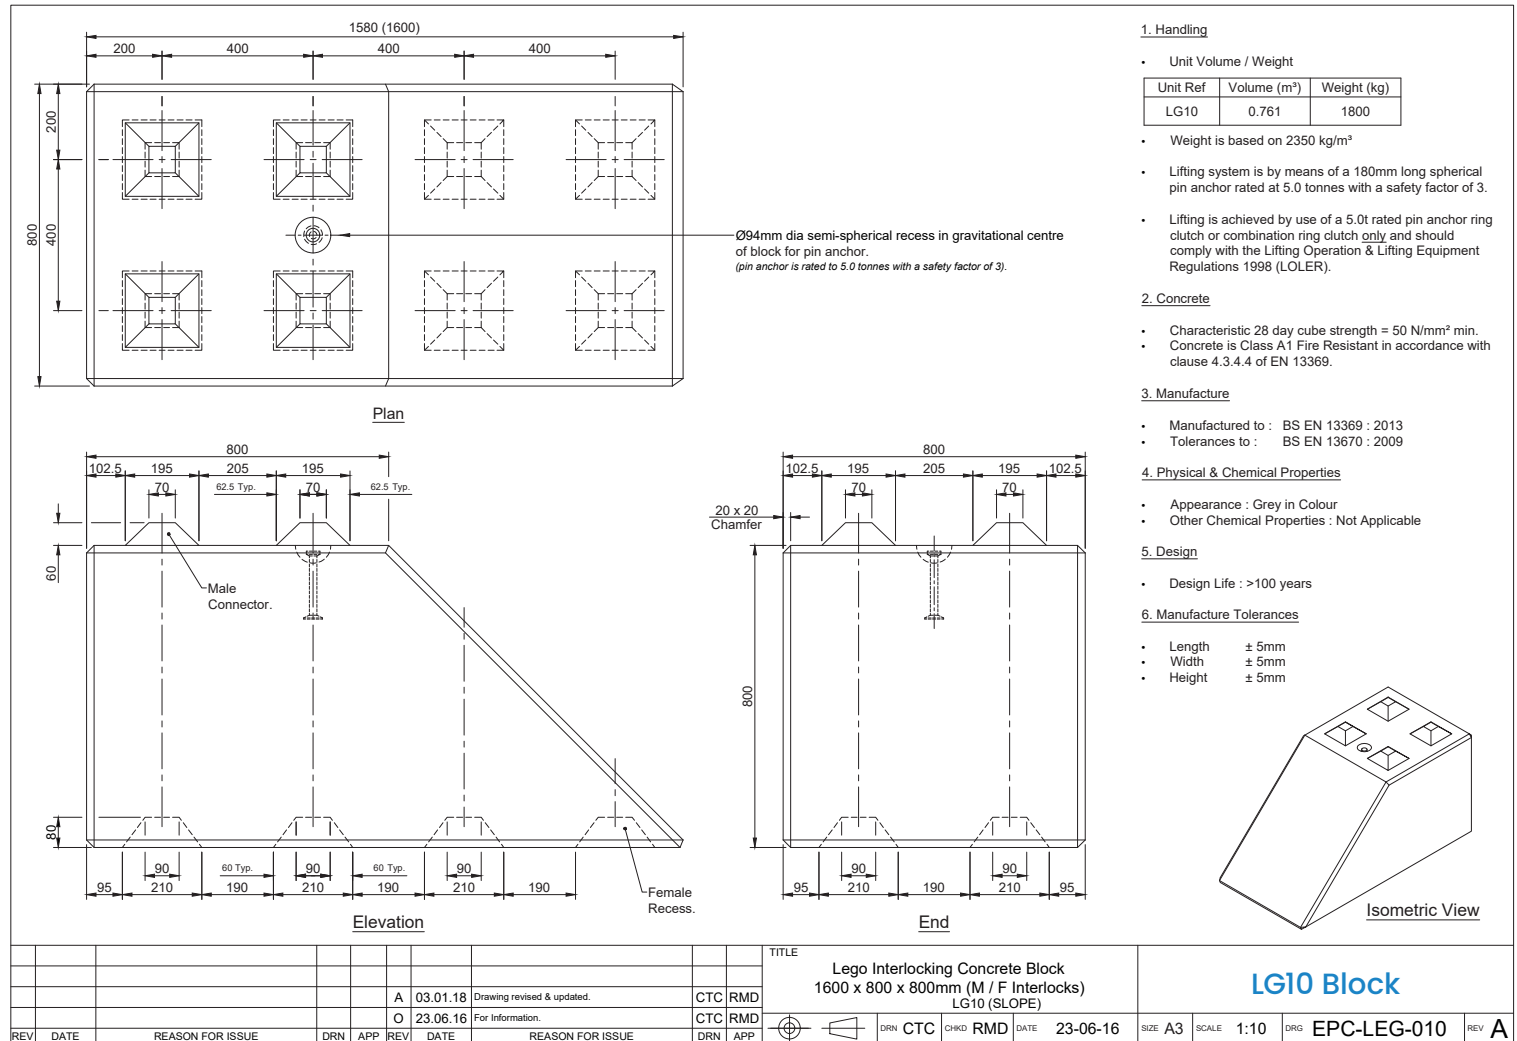 1580 (1600)
200 400 400 400
200
400
800
Ø94mm dia semi-spherical recess in gravitational centre
of block for pin anchor.
(pin anchor is rated to 5.0 tonnes with a safety factor of 3).
Plan
800
102.5 195 205 195
70 62.5 Typ. 70 62.5 Typ.
60
Male
Connector.
80
90 60 Typ. 90 60 Typ. 90
95 210 190 210 190 210 190
Female
Recess.
Elevation
800
102.5 195 205 195 102.5
70 70
20 x 20
Chamfer
800
90 90
95 210 190 210 95
End
1. Handling
• Unit Volume / Weight
Unit Ref Volume (m³) Weight (kg)
LG10 0.761 1800
• Weight is based on 2350 kg/m³
• Lifting system is by means of a 180mm long spherical
pin anchor rated at 5.0 tonnes with a safety factor of 3.
• Lifting is achieved by use of a 5.0t rated pin anchor ring
clutch or combination ring clutch only and should
comply with the Lifting Operation & Lifting Equipment
Regulations 1998 (LOLER).
2. Concrete
• Characteristic 28 day cube strength = 50 N/mm² min.
• Concrete is Class A1 Fire Resistant in accordance with
clause 4.3.4.4 of EN 13369.
3. Manufacture
• Manufactured to : BS EN 13369 : 2013
• Tolerances to : BS EN 13670 : 2009
4. Physical & Chemical Properties
• Appearance : Grey in Colour
• Other Chemical Properties : Not Applicable
5. Design
• Design Life : >100 years
6. Manufacture Tolerances
• Length ± 5mm
• Width ± 5mm
• Height ± 5mm
Isometric View
A 03.01.18 Drawing revised & updated. CTC RMD
O 23.06.16 For Information. CTC RMD
REV DATE REASON FOR ISSUE DRN APP REV DATE REASON FOR ISSUE DRN APP
TITLE
Lego Interlocking Concrete Block
1600 x 800 x 800mm (M / F Interlocks)
LG10 (SLOPE)
DRN CTC CHKD RMD DATE 23-06-16
LG10 Block
SIZE A3 SCALE 1:10 DRG EPC-LEG-010 REV A